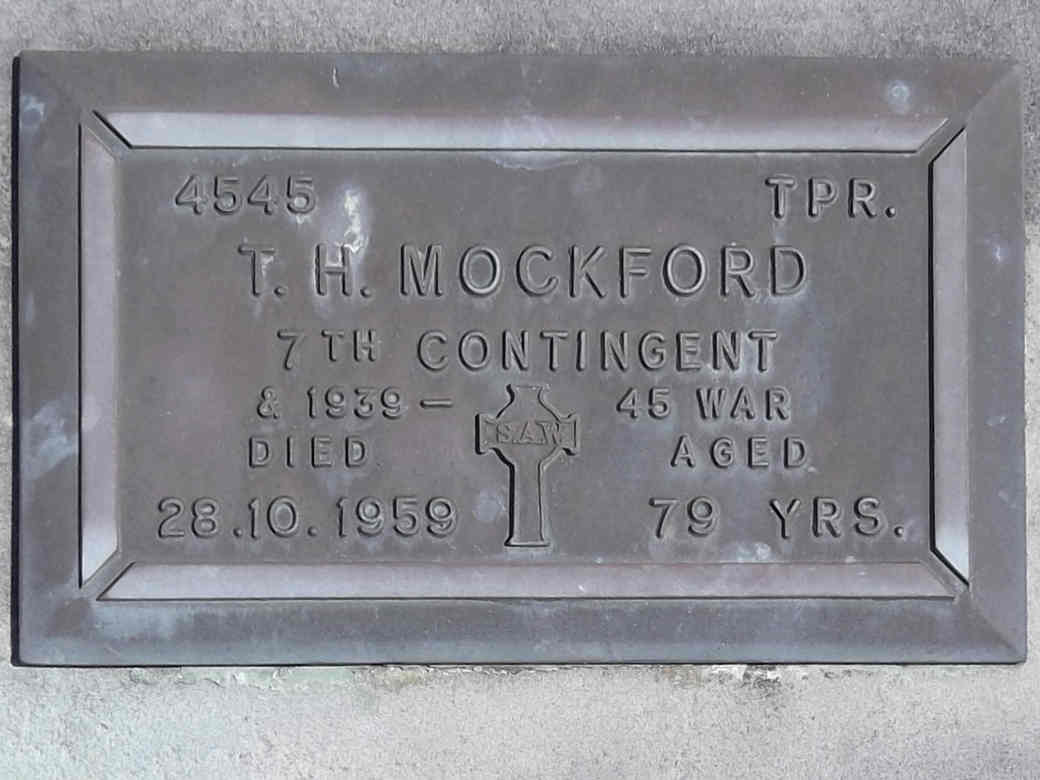 4545 TPR.
T. H. MOCKFORD
7TH CONTINGENT
& 1939 – 45 WAR
S.A.W
DIED AGED
28.10.1959 79 YRS.